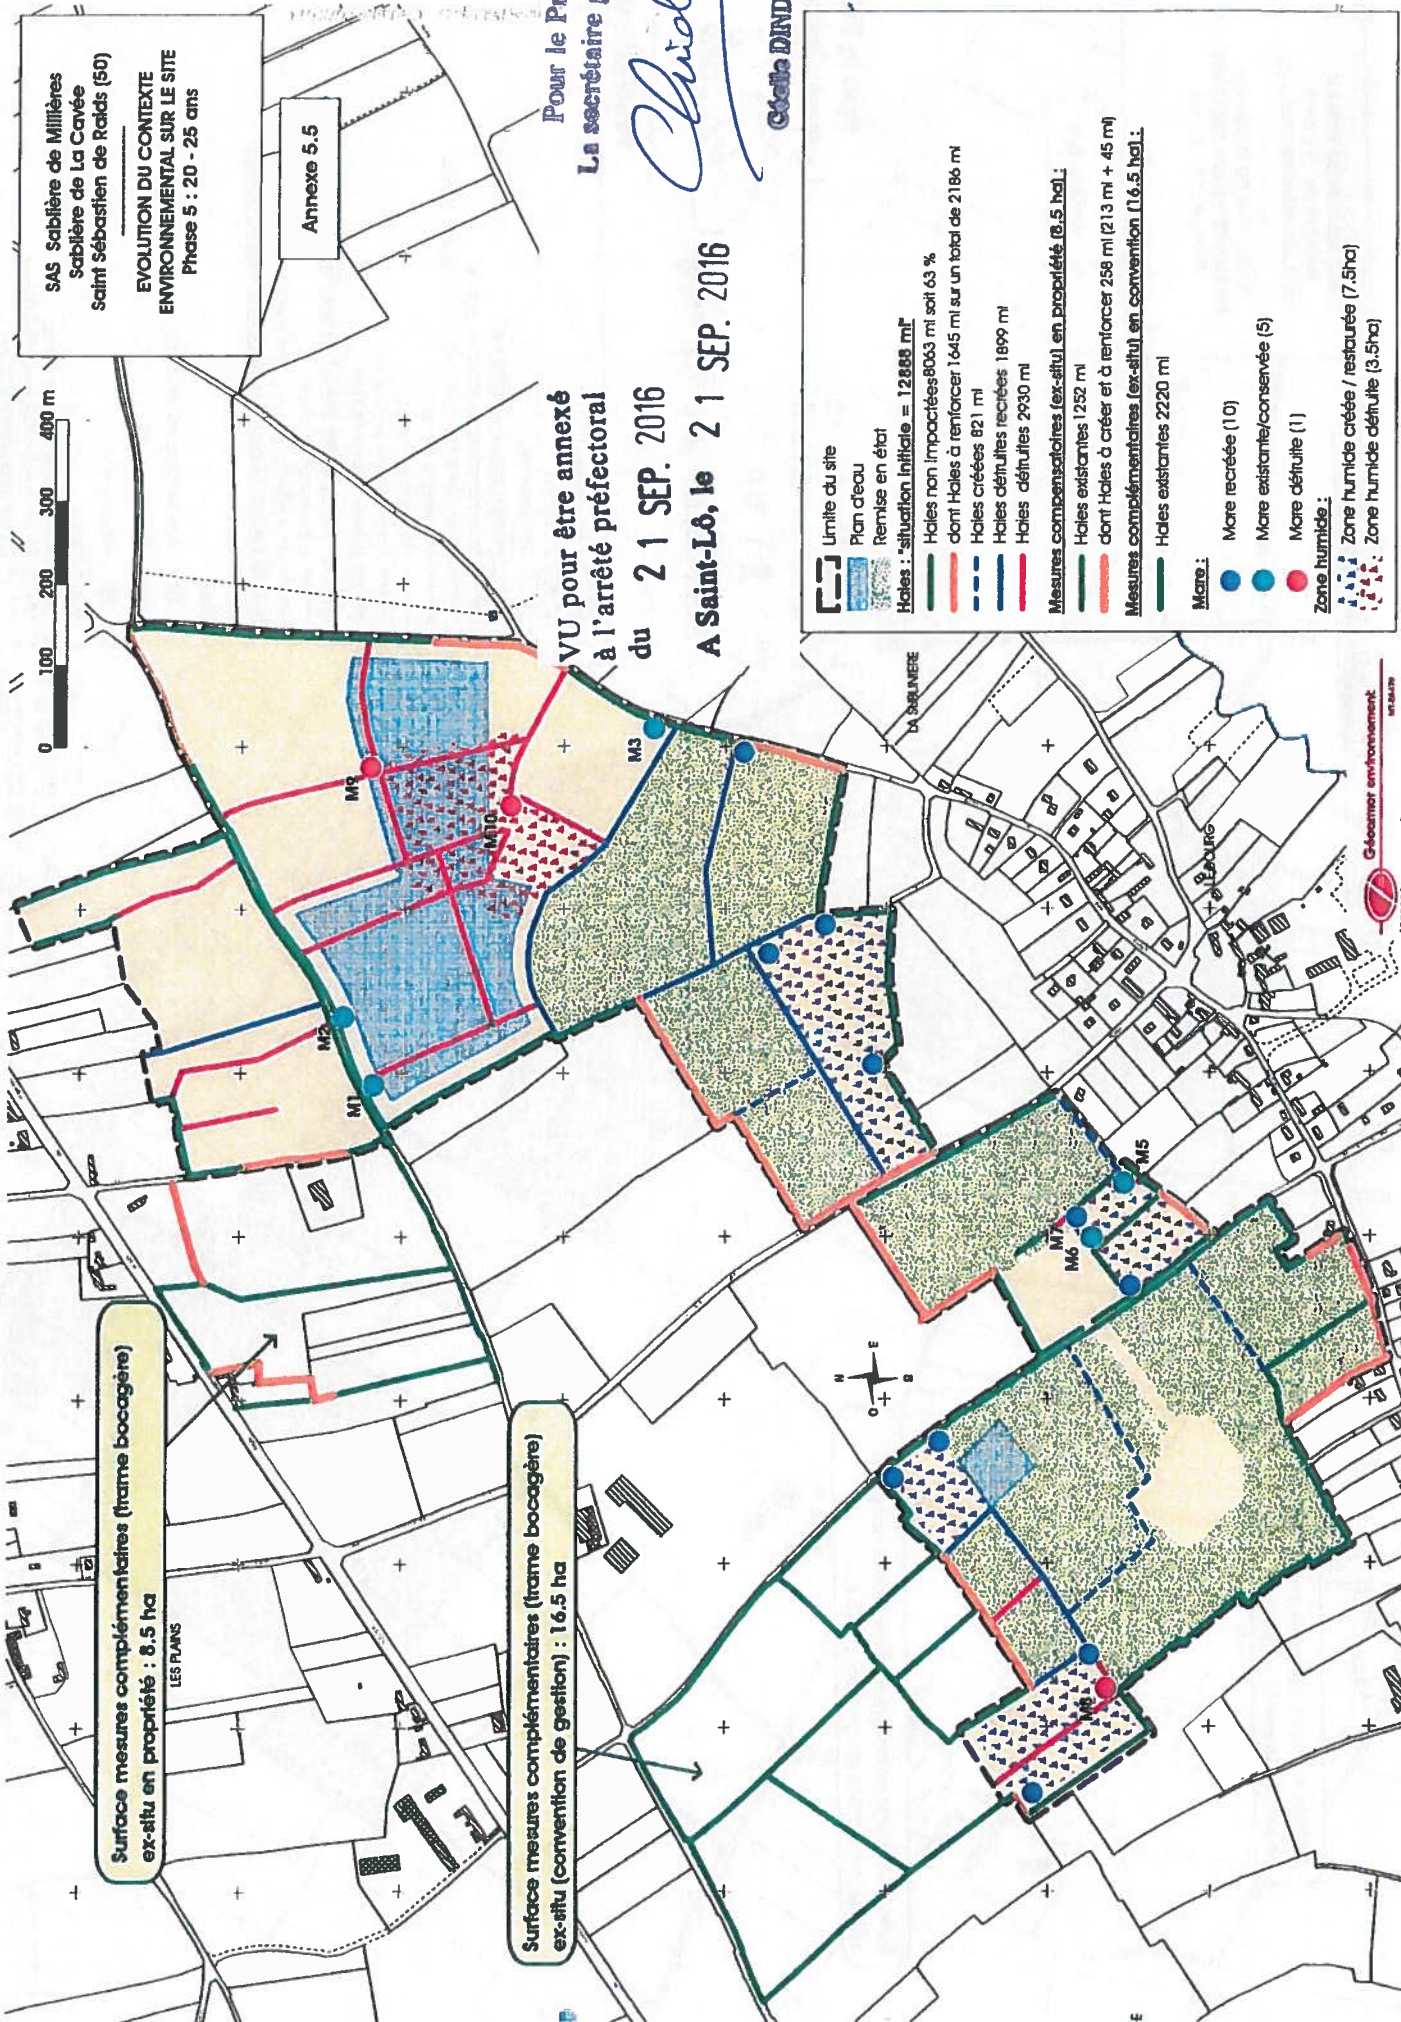 SAS Sablière de Millières
Sablière de La Cavée
Saint Sébastien de Raids (50)
EVOLUTION DU CONTEXTE
ENVIRONNEMENTAL SUR LE SITE
Phase 5 : 20 - 25 ans
Annexe 5.5
0 100 200 300 400 m
Pour le
La secrétaire
Cécile DIND
VU pour être annexé
à l'arrêté préfectoral
du 21 SEP. 2016
A Saint-Lô, le 21 SEP. 2016
Limite du site
Plan d'eau
Remise en état
Haies : "situation initiale = 12888 ml"
Haies non impactées8063 ml soit 63 %
dont Haies à renforcer 1645 ml sur un total de 2186 ml
Haies créées 821 ml
Haies détruites recréées 1899 ml
Haies détruites 2930 ml
Mesures compensatoires (ex-situ) en propriété (8.5 ha) :
Haies existantes 1252 ml
dont Haies à créer et à renforcer 258 ml (213 ml + 45 ml)
Mesures complémentaires (ex-situ) en convention (16.5 ha) :
Haies existantes 2220 ml
Mare :
Mare recréée (10)
Mare existante/conservée (5)
Mare détruite (1)
Zone humide :
Zone humide créée / restaurée (7.5ha)
Zone humide détruite (3.5ha)
Géoarmor environnement
Surface mesures complémentaires (trame bocagère)
ex-situ en propriété : 8.5 ha
LES PLAINS
Surface mesures complémentaires (trame bocagère)
ex-situ (convention de gestion) : 16.5 ha
M1
M2
M3
M9
M10
M5
M7
M6
M8
N
E
S
O
LE BOURG